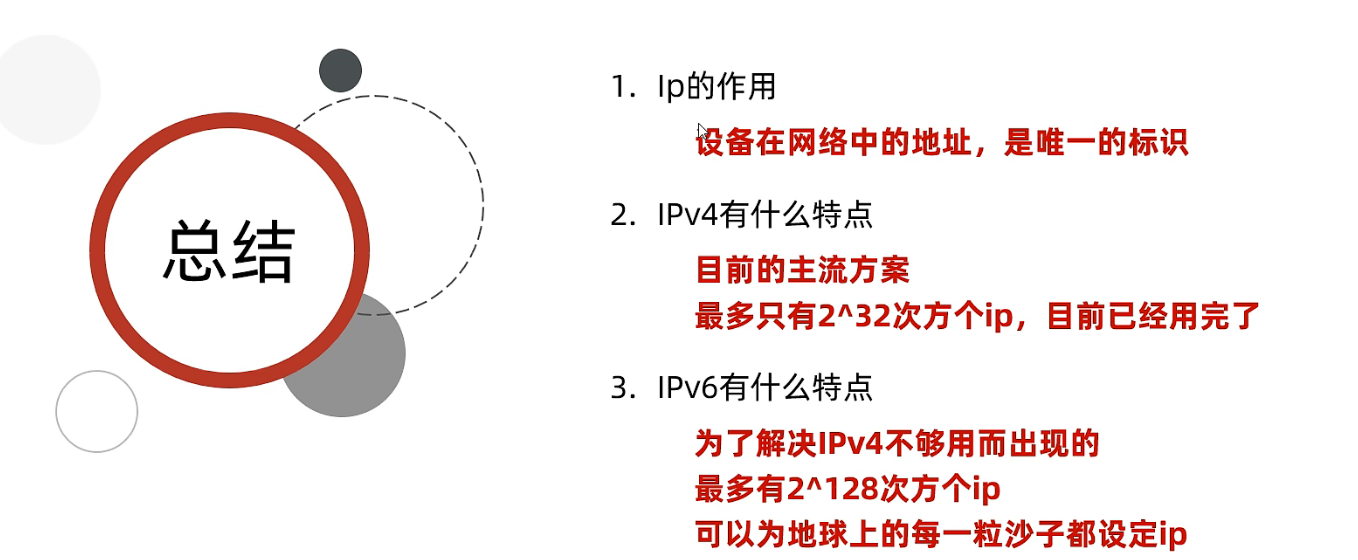 总结
1. Ip的作用
设备在网络中的地址，是唯一的标识
2. IPv4有什么特点
目前的主流方案
最多只有2^32次方个ip，目前已经用完了
3. IPv6有什么特点
为了解决IPv4不够用而出现的
最多有2^128次方个ip
可以为地球上的每一粒沙子都设定ip